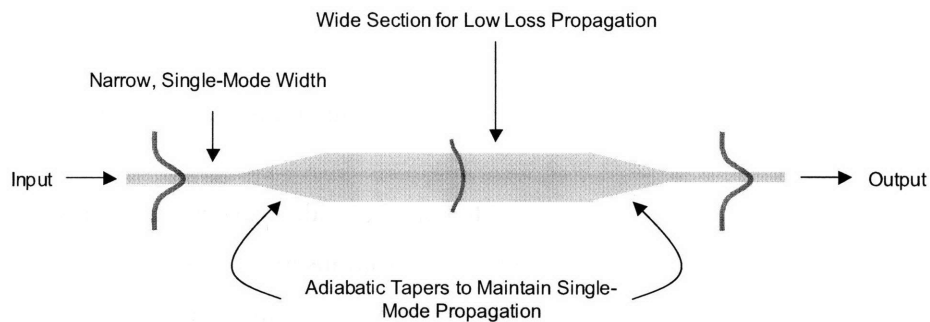 Wide Section for Low Loss Propagation
Narrow, Single-Mode Width
Input
Output
Adiabatic Tapers to Maintain Single-
Mode Propagation